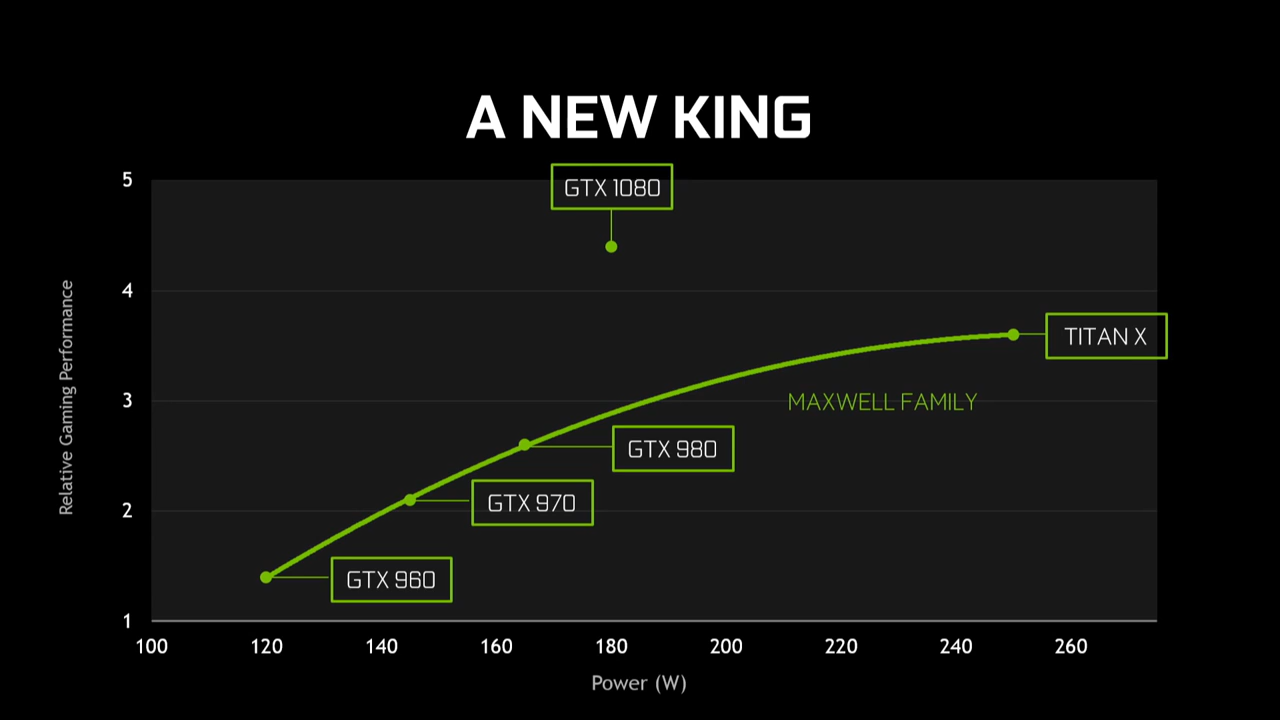 A NEW KING
5
GTX 1080
4
TITAN X
3
MAXWELL FAMILY
GTX 980
GTX 970
2
GTX 960
1
Relative Gaming Performance
100 120 140 160 180 200 220 240 260
Power (W)